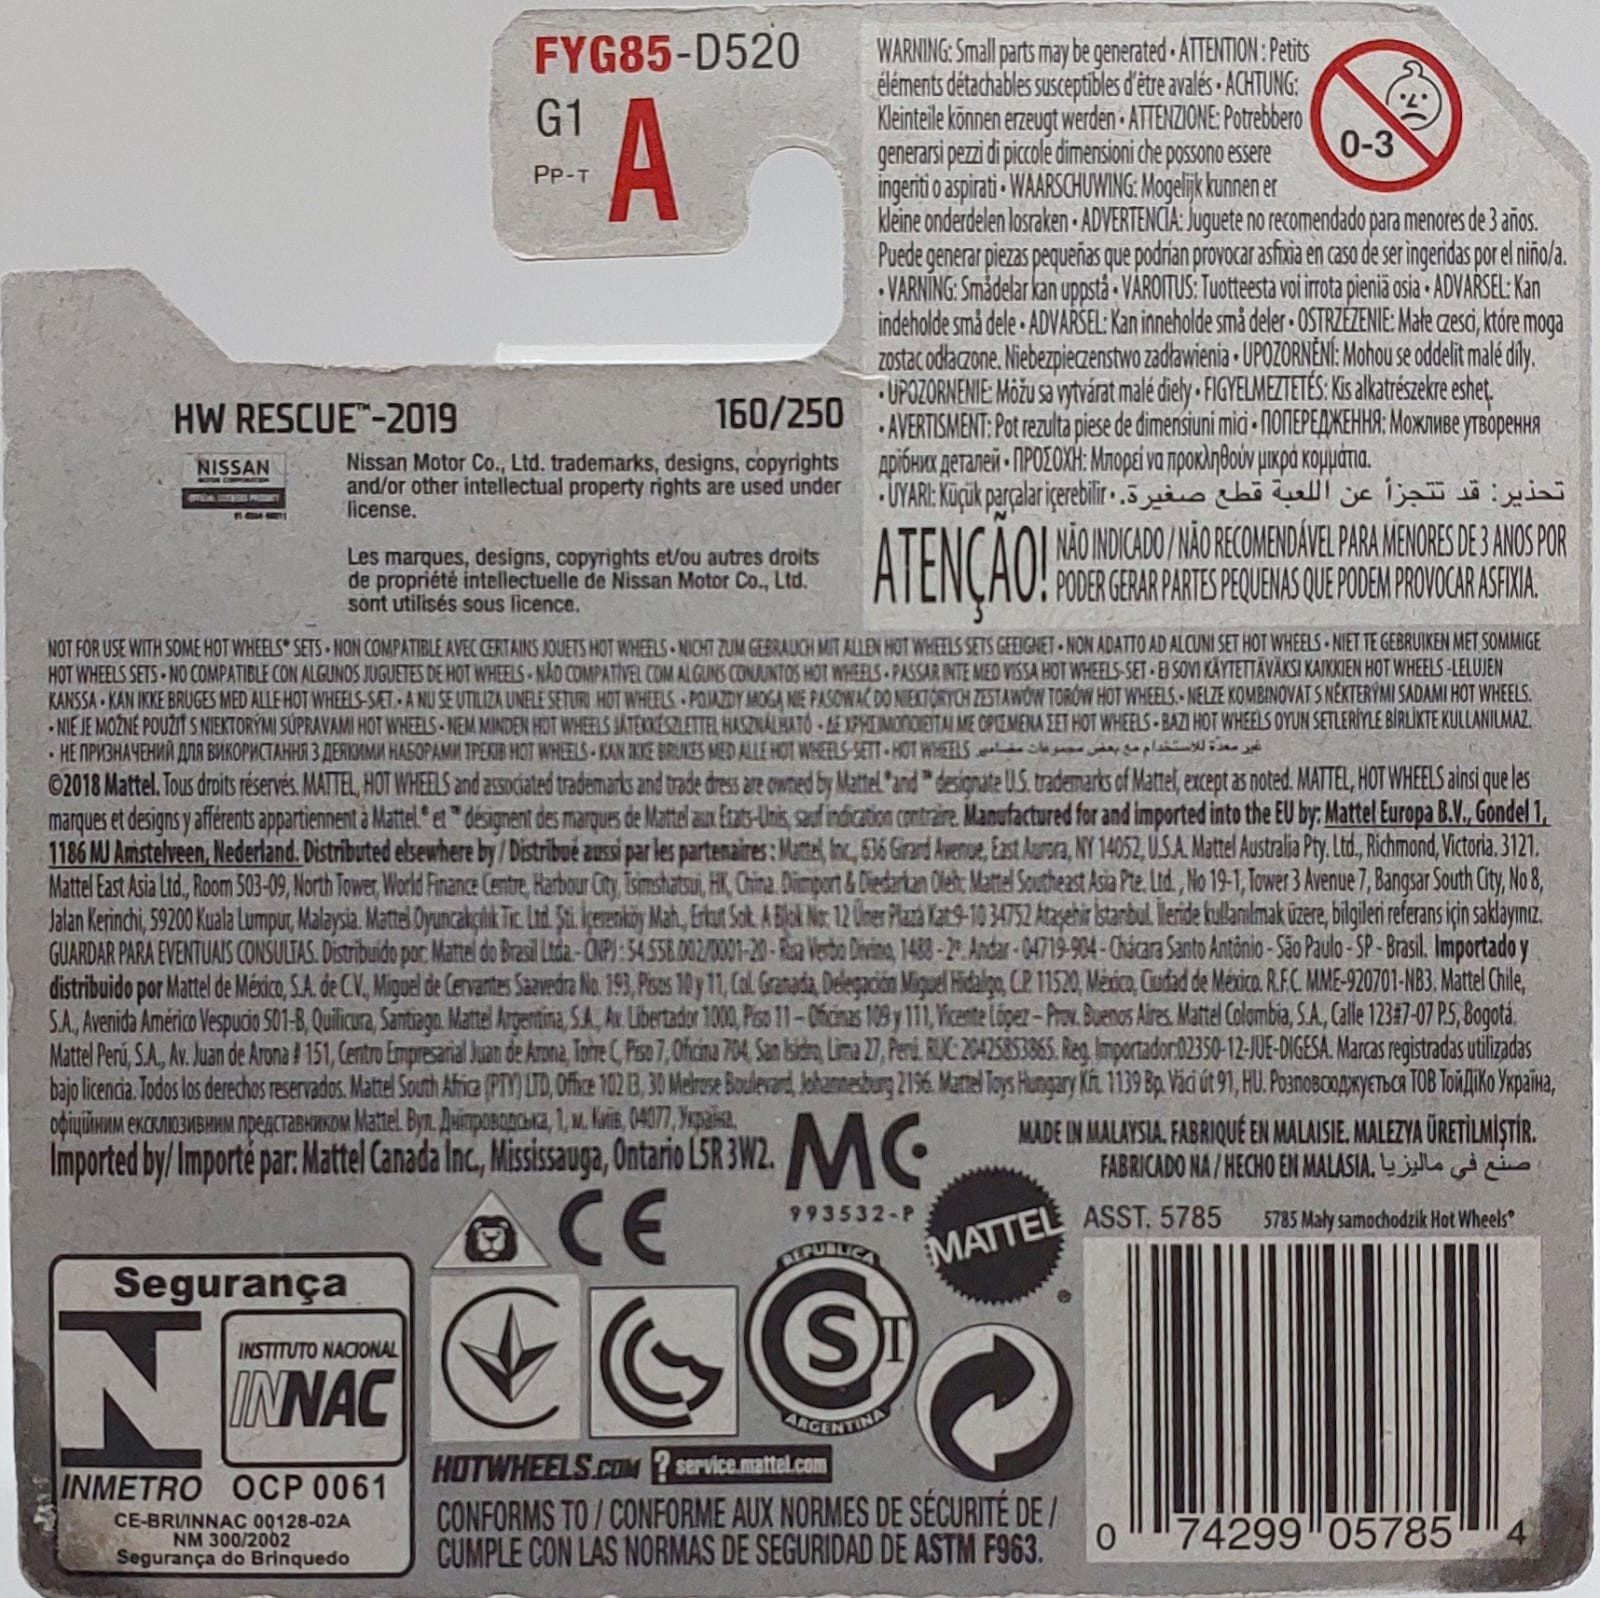 FYG85-D520
G1 A
PP-T
WARNING: Small parts may be generated • ATTENTION : Petits
éléments détachables susceptibles d'être avalés • ACHTUNG:
Kleinteile können erzeugt werden • ATTENZIONE: Potrebbero
generarsi pezzi di piccole dimensioni che possono essere
ingeriti o aspirati • WAARSCHUWING: Mogelijk kunnen er
kleine onderdelen losraken • ADVERTENCIA: Juguete no recomendado para menores de 3 años.
Puede generar piezas pequeñas que podrían provocar asfixia en caso de ser ingeridas por el niño/a.
• VARNING: Smådelar kan uppstå • VAROITUS: Tuotteesta voi irrota pieniä osia • ADVARSEL: Kan
indeholde små dele • ADVARSEL: Kan inneholde små deler • OSTRZEŻENIE: Małe czesci, które moga
zostac odłaczone. Niebezpieczenstwo zadławienia • UPOZORNĚNÍ: Mohou se oddelit malé díly.
• UPOZORNENIE: Môžu sa vytvárat malé diely • FIGYELMEZTETÉS: Kis alkatrészekre eshet.
• AVERTISMENT: Pot rezulta piese de dimensiuni mici • ПОПЕРЕДЖЕННЯ: Можливе утворення
дрібних деталей • ΠΡΟΣΟΧΗ: Μπορεί να προκληθούν μικρά κομμάτια.
• UYARI: Küçük parçalar içerebilir • تحذير: قد تتجزأ عن اللعبة قطع صغيرة.
0-3
ATENÇÃO! NÃO INDICADO / NÃO RECOMENDÁVEL PARA MENORES DE 3 ANOS POR
PODER GERAR PARTES PEQUENAS QUE PODEM PROVOCAR ASFIXIA.
HW RESCUE™-2019 160/250
NISSAN
MOTOR CORPORATION
OFFICIAL LICENSED PRODUCT
Nissan Motor Co., Ltd. trademarks, designs, copyrights
and/or other intellectual property rights are used under
license.
Les marques, designs, copyrights et/ou autres droits
de propriété intellectuelle de Nissan Motor Co., Ltd.
sont utilisés sous licence.
NOT FOR USE WITH SOME HOT WHEELS® SETS • NON COMPATIBLE AVEC CERTAINS JOUETS HOT WHEELS • NICHT ZUM GEBRAUCH MIT ALLEN HOT WHEELS SETS GEEIGNET • NON ADATTO AD ALCUNI SET HOT WHEELS • NIET TE GEBRUIKEN MET SOMMIGE
HOT WHEELS SETS • NO COMPATIBLE CON ALGUNOS JUGUETES DE HOT WHEELS • NÃO COMPATÍVEL COM ALGUNS CONJUNTOS HOT WHEELS • PASSAR INTE MED VISSA HOT WHEELS-SET • EI SOVI KÄYTETTÄVÄKSI KAIKKIEN HOT WHEELS -LELUJEN
KANSSA • KAN IKKE BRUGES MED ALLE HOT WHEELS-SÆT. • A NU SE UTILIZA UNELE SETURI HOT WHEELS. • POJAZDY MOGĄ NIE PASOWAĆ DO NIEKTÓRYCH ZESTAWÓW TORÓW HOT WHEELS. • NELZE KOMBINOVAT S NĚKTERÝMI SADAMI HOT WHEELS.
• NIE JE MOŽNÉ POUŽIŤ S NIEKTORÝMI SÚPRAVAMI HOT WHEELS • NEM MINDEN HOT WHEELS JÁTÉKKÉSZLETTEL HASZNÁLHATÓ • ΔΕ ΧΡΗΣΙΜΟΠΟΙΕΙΤΑΙ ΜΕ ΟΡΙΣΜΕΝΑ ΣΕΤ HOT WHEELS • BAZI HOT WHEELS OYUN SETLERİYLE BİRLİKTE KULLANILMAZ.
• НЕ ПРИЗНАЧЕНИЙ ДЛЯ ВИКОРИСТАННЯ З ДЕЯКИМИ НАБОРАМИ ТРЕКІВ HOT WHEELS • KAN IKKE BRUKES MED ALLE HOT WHEELS-SETT • HOT WHEELS غير معدة للاستخدام مع بعض مجموعات
©2018 Mattel. Tous droits réservés. MATTEL, HOT WHEELS and associated trademarks and trade dress are owned by Mattel. ® and ™ designate U.S. trademarks of Mattel, except as noted. MATTEL, HOT WHEELS ainsi que les
marques et designs y afférents appartiennent à Mattel. ® et ™ désignent des marques de Mattel aux États-Unis, sauf indication contraire. Manufactured for and imported into the EU by: Mattel Europa B.V., Gondel 1,
1186 MJ Amstelveen, Nederland. Distributed elsewhere by / Distribué aussi par les partenaires : Mattel, Inc., 636 Girard Avenue, East Aurora, NY 14052, U.S.A. Mattel Australia Pty. Ltd., Richmond, Victoria. 3121.
Mattel East Asia Ltd., Room 503-09, North Tower, World Finance Centre, Harbour City, Tsimshatsui, HK, China. Diimport & Diedarkan Oleh: Mattel Southeast Asia Pte. Ltd. , No 19-1, Tower 3 Avenue 7, Bangsar South City, No 8,
Jalan Kerinchi, 59200 Kuala Lumpur, Malaysia. Mattel Oyuncakçılık Tic. Ltd. Şti. İçerenköy Mah., Erkut Sok. A Blok No: 12 Üner Plaza Kat:9-10 34752 Ataşehir İstanbul. İleride kullanılmak üzere, bilgileri referans için saklayınız.
GUARDAR PARA EVENTUAIS CONSULTAS. Distribuido por: Mattel do Brasil Ltda.- CNPJ : 54.558.002/0001-20 - Rua Verbo Divino, 1488 - 2º. Andar - 04719-904 - Chácara Santo Antônio - São Paulo - SP - Brasil. Importado y
distribuido por Mattel de México, S.A. de C.V., Miguel de Cervantes Saavedra No. 193, Pisos 10 y 11, Col. Granada, Delegación Miguel Hidalgo, C.P. 11520, México, Ciudad de México. R.F.C. MME-920701-NB3. Mattel Chile,
S.A., Avenida Américo Vespucio 501-B, Quilicura, Santiago. Mattel Argentina, S.A., Av. Libertador 1000, Piso 11 – Oficinas 109 y 111, Vicente López – Prov. Buenos Aires. Mattel Colombia, S.A., Calle 123#7-07 P.5, Bogotá.
Mattel Perú, S.A., Av. Juan de Arona # 151, Centro Empresarial Juan de Arona, Torre C, Piso 7, Oficina 704, San Isidro, Lima 27, Perú. RUC: 20425853865. Reg. Importador:02350-12-JUE-DIGESA. Marcas registradas utilizadas
bajo licencia. Todos los derechos reservados. Mattel South Africa (PTY) LTD, Office 102 I3, 30 Melrose Boulevard, Johannesburg 2196. Mattel Toys Hungary Kft. 1139 Bp. Váci út 91, HU. Розповсюджується ТОВ ТойДіКо Україна,
офіційним ексклюзивним представником Mattel. Вул. Дніпроводська, 1, м. Київ, 04077, Україна.
Imported by/ Importé par: Mattel Canada Inc., Mississauga, Ontario L5R 3W2.
MC
993532-P
MADE IN MALAYSIA. FABRIQUÉ EN MALAISIE. MALEZYA ÜRETİLMİŞTİR.
FABRICADO NA / HECHO EN MALASIA. صنع في ماليزيا
CE
MATTEL ®
ASST. 5785 5785 Mały samochodzik Hot Wheels®
Segurança
INSTITUTO NACIONAL
INNAC
INMETRO OCP 0061
CE-BRI/INNAC 00128-02A
NM 300/2002
Segurança do Brinquedo
REPUBLICA
S T
ARGENTINA
HOTWHEELS.COM ? service.mattel.com
CONFORMS TO / CONFORME AUX NORMES DE SÉCURITÉ DE /
CUMPLE CON LAS NORMAS DE SEGURIDAD DE ASTM F963.
0 74299 05785 4